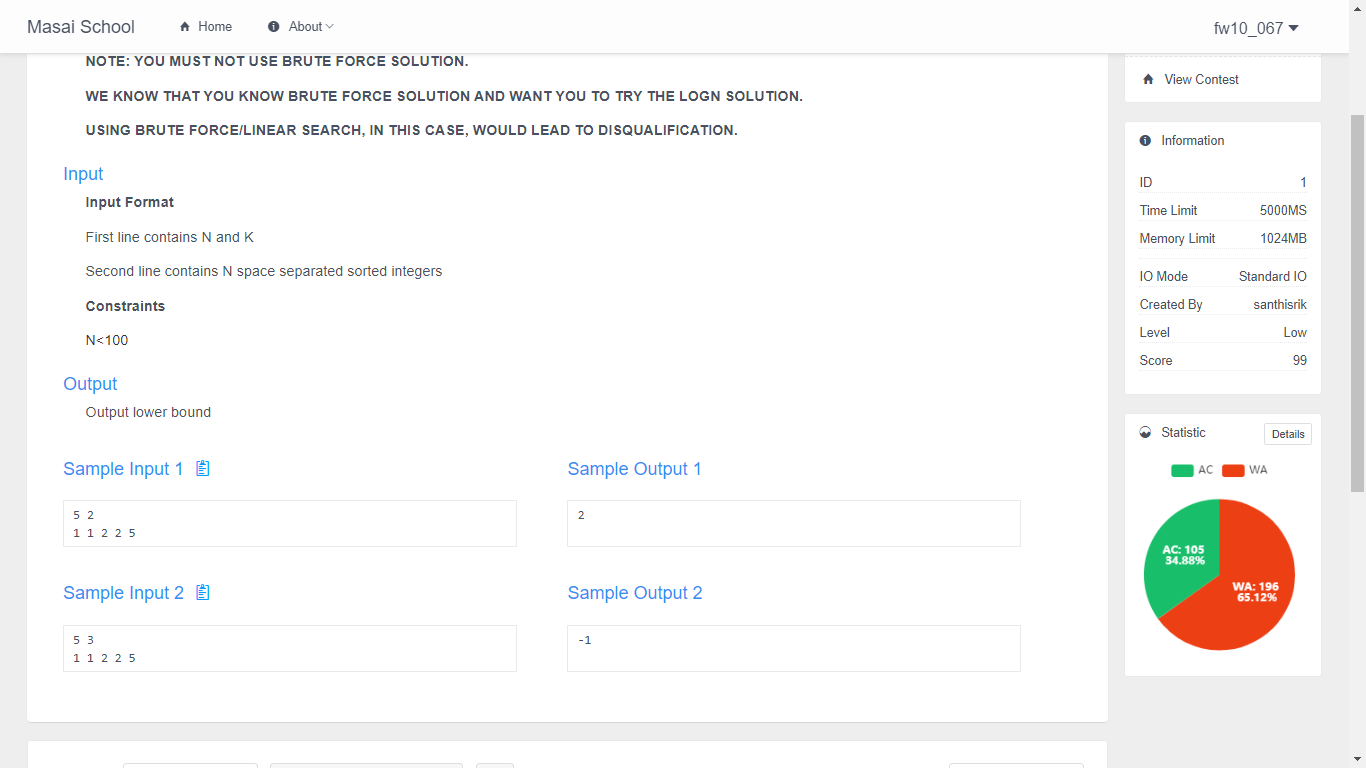 Masai School
Home
About
fw10_067
NOTE: YOU MUST NOT USE BRUTE FORCE SOLUTION.
WE KNOW THAT YOU KNOW BRUTE FORCE SOLUTION AND WANT YOU TO TRY THE LOGN SOLUTION.
USING BRUTE FORCE/LINEAR SEARCH, IN THIS CASE, WOULD LEAD TO DISQUALIFICATION.
Input
Input Format
First line contains N and K
Second line contains N space separated sorted integers
Constraints
N<100
Output
Output lower bound
Sample Input 1
5 2
1 1 2 2 5
Sample Output 1
2
Sample Input 2
5 3
1 1 2 2 5
Sample Output 2
-1
View Contest
Information
ID 1
Time Limit 5000MS
Memory Limit 1024MB
IO Mode Standard IO
Created By santhisrik
Level Low
Score 99
Statistic Details
AC WA
AC: 105
34.88%
WA: 196
65.12%